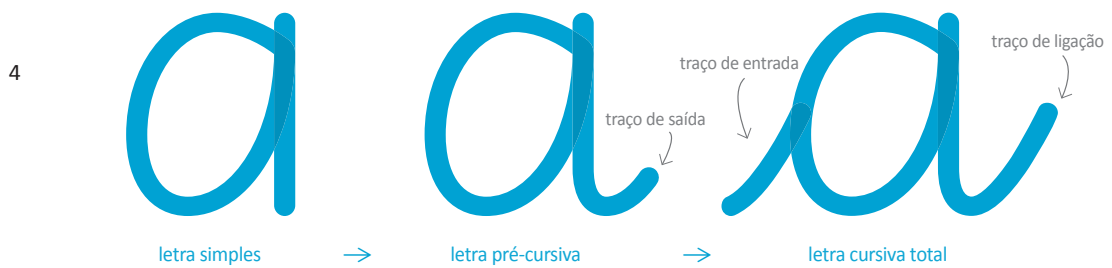 4
a a a
traço de entrada
traço de saída
traço de ligação
letra simples → letra pré-cursiva → letra cursiva total